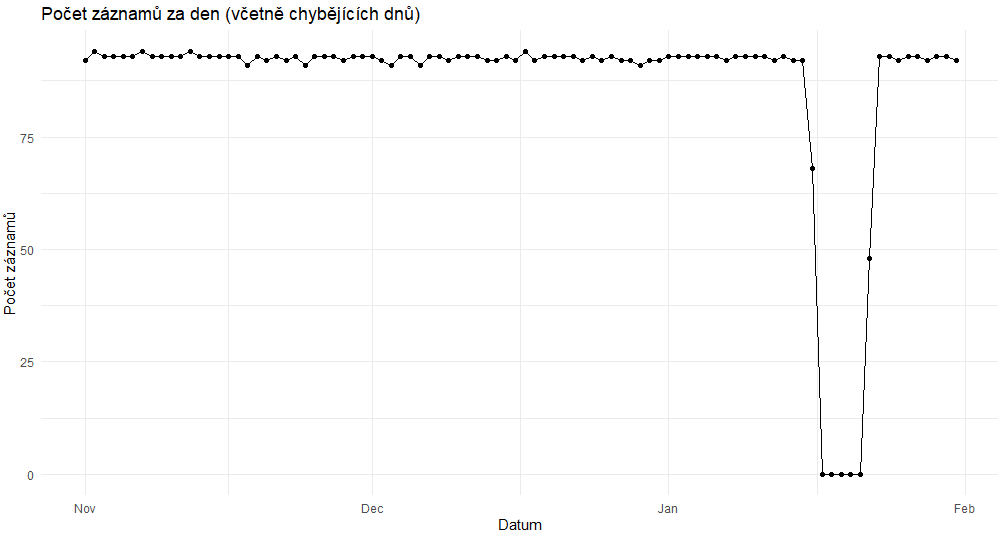 Počet záznamů za den (včetně chybějících dnů)
Počet záznamů
75
50
25
0
Nov
Dec
Jan
Feb
Datum